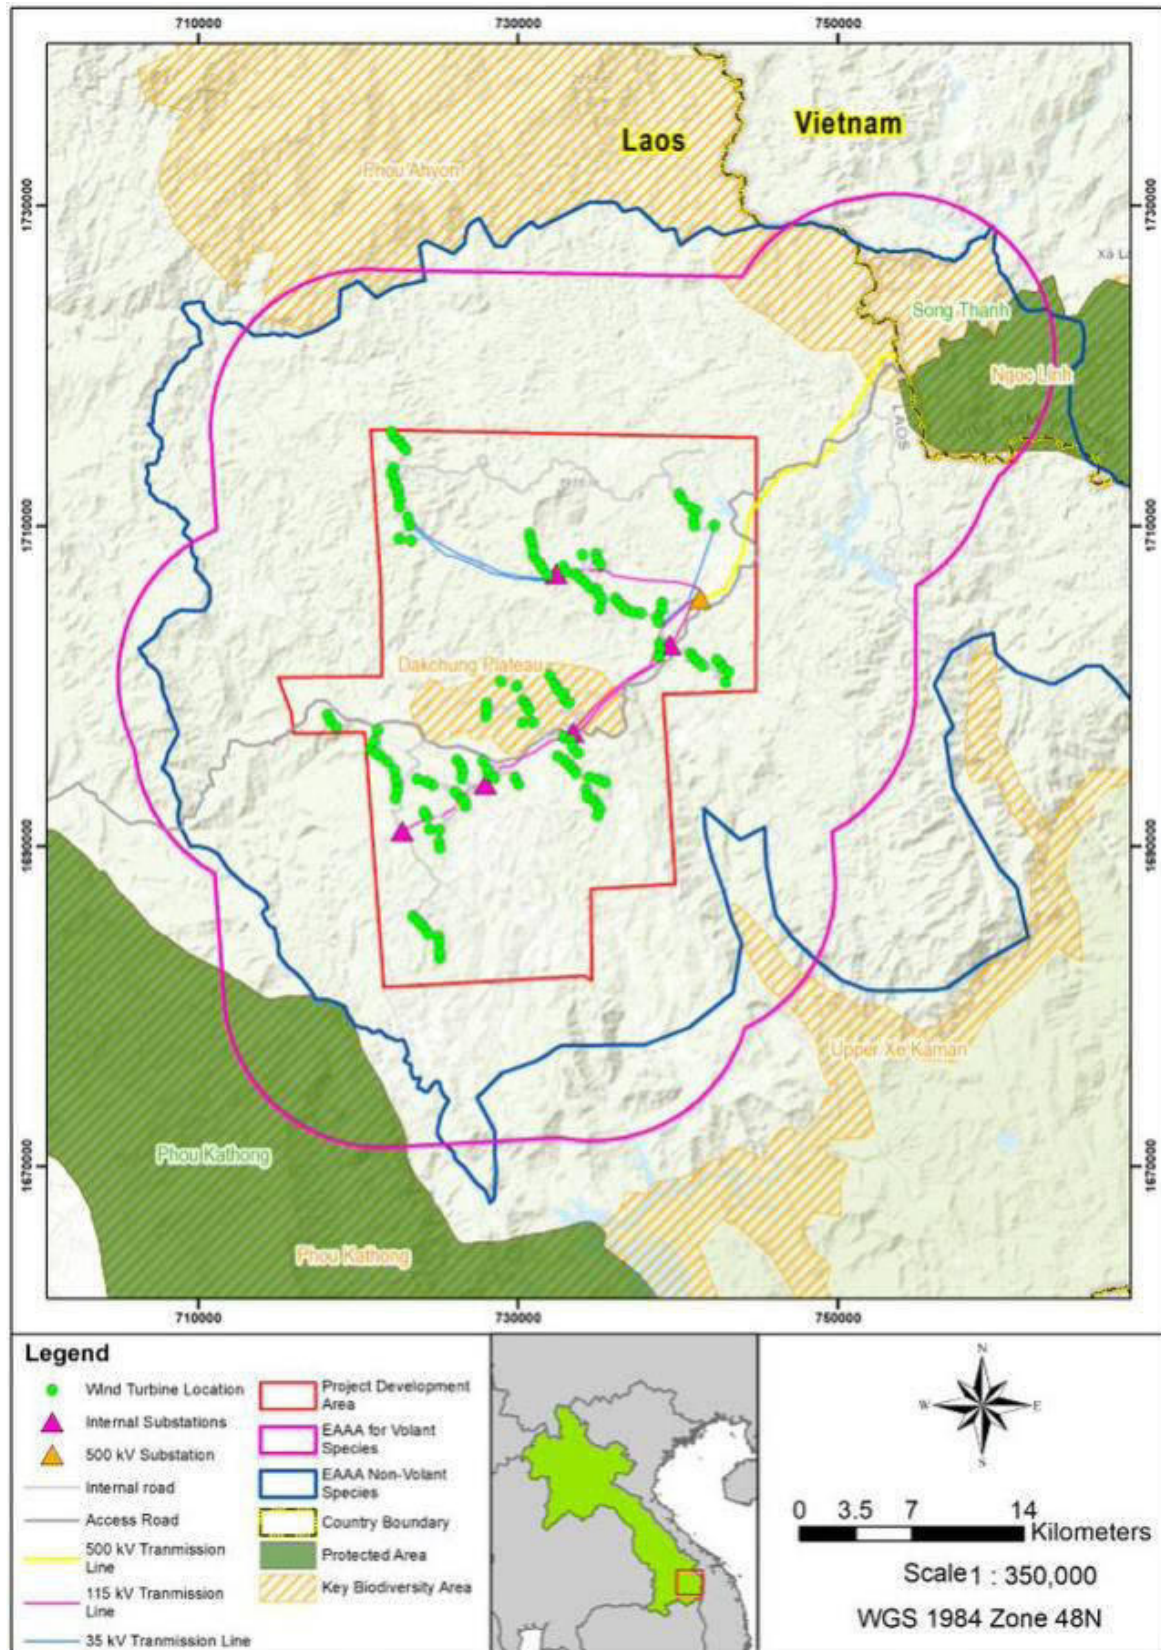 710000
730000
750000
Laos
Vietnam
Phou Ahyon
1730000
1730000
Song Thanh
Ngoc Linh
LAOS
1710000
1710000
Dakchung Plateau
1690000
1690000
Upper Xe Kaman
Phou Kathong
1670000
1670000
Phou Kathong
710000
730000
750000
Legend
Wind Turbine Location
Internal Substations
500 kV Substation
Internal road
Access Road
500 kV Tranmission
Line
115 kV Tranmission
Line
35 kV Tranmission Line
Project Development
Area
EAAA for Volant
Species
EAAA Non-Volant
Species
Country Boundary
Protected Area
Key Biodiversity Area
N
W
E
S
0 3.5 7 14
Kilometers
Scale 1 : 350,000
WGS 1984 Zone 48N